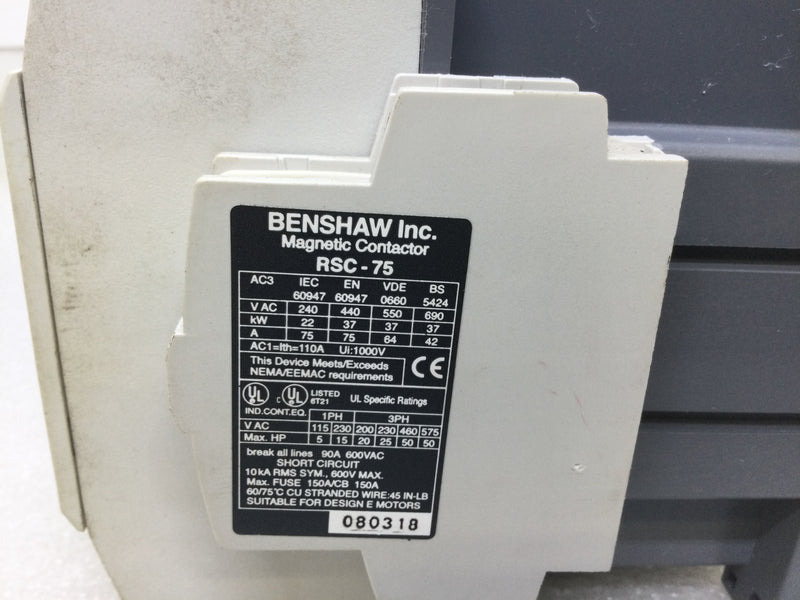 BENSHAW Inc.
Magnetic Contactor
RSC - 75
AC3 IEC 60947 EN 60947 VDE 0660 BS 5424
V AC 240 440 550 690
kW 22 37 37 37
A 75 75 64 42
AC1=Ith=110A Ui:1000V
This Device Meets/Exceeds
NEMA/EEMAC requirements CE
UL c UL LISTED 6T21 UL Specific Ratings
IND.CONT.EQ. 1PH 3PH
V AC 115 230 200 230 460 575
Max. HP 5 15 20 25 50 50
break all lines 90A 600VAC
SHORT CIRCUIT
10kA RMS SYM., 600V MAX.
Max. FUSE 150A/CB 150A
60/75°C CU STRANDED WIRE:45 IN-LB
SUITABLE FOR DESIGN E MOTORS
080318